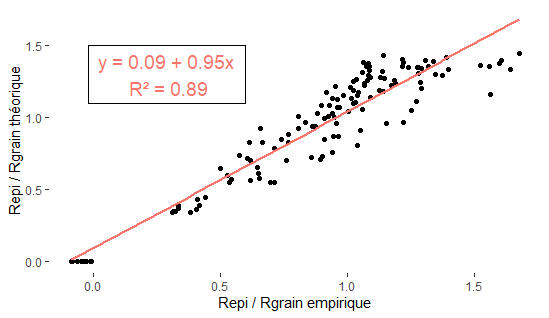 y = 0.09 + 0.95x
R² = 0.89
Repi / Rgrain théorique
1.5
1.0
0.5
0.0
0.0 0.5 1.0 1.5
Repi / Rgrain empirique